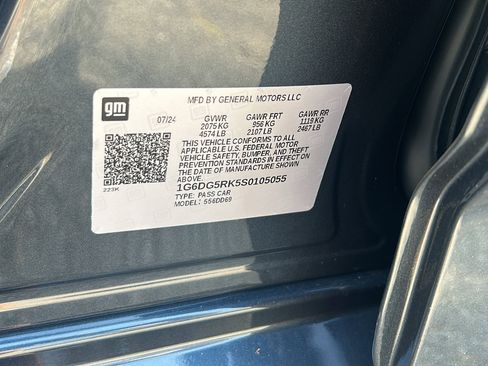 gm
MFD BY GENERAL MOTORS LLC
07/24 GVWR GAWR FRT GAWR RR
2075 KG 956 KG 1119 KG
4574 LB 2107 LB 2467 LB
THIS VEHICLE CONFORMS TO ALL
APPLICABLE U.S. FEDERAL MOTOR
VEHICLE SAFETY, BUMPER, AND THEFT
PREVENTION STANDARDS IN EFFECT ON
THE DATE OF MANUFACTURE SHOWN
ABOVE.
1G6DG5RK5S0105055
TYPE: PASS CAR
MODEL: 556DD69
223K